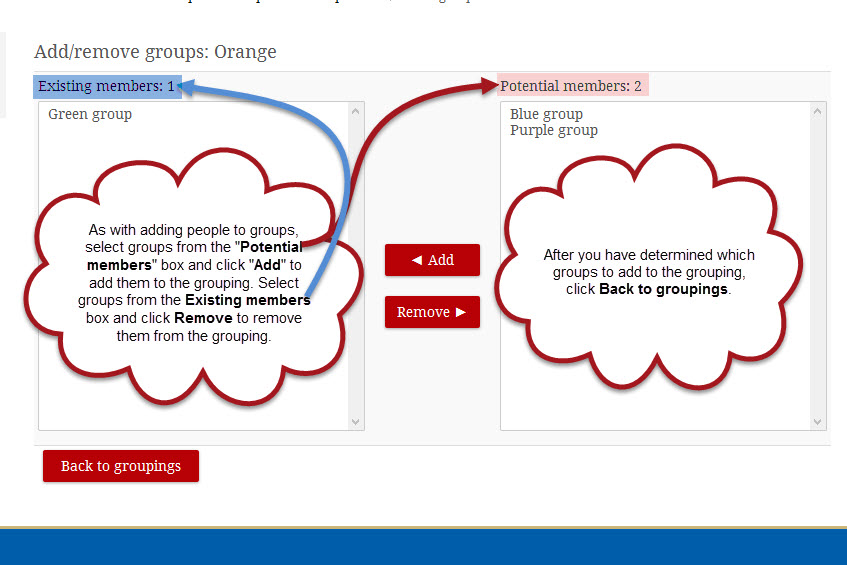 Add/remove groups: Orange
Existing members: 1
Green group
As with adding people to groups,
select groups from the "Potential
members" box and click "Add" to
add them to the grouping. Select
groups from the Existing members
box and click Remove to remove
them from the grouping.
◄ Add
Remove ►
Potential members: 2
Blue group
Purple group
After you have determined which
groups to add to the grouping,
click Back to groupings.
Back to groupings